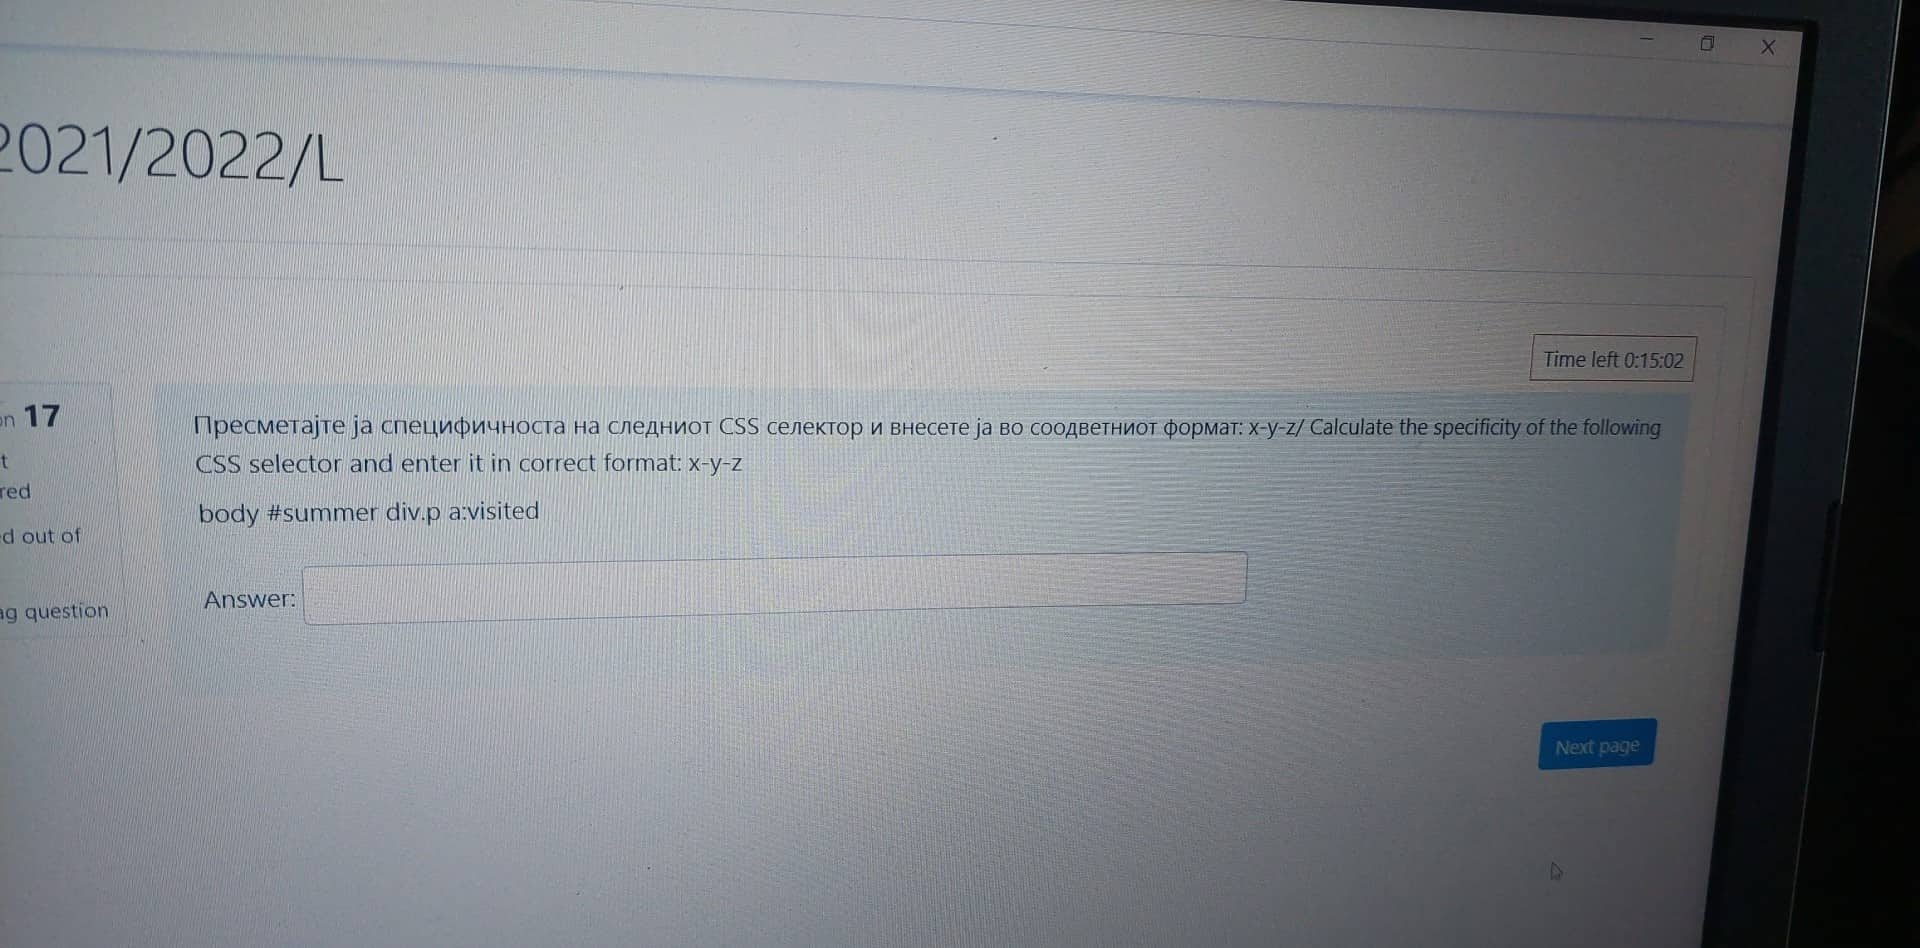 2021/2022/L
Time left 0:15:02
on 17
t
red
d out of
ag question
Пресметајте ја специфичноста на следниот CSS селектор и внесете ја во соодветниот формат: x-y-z/ Calculate the specificity of the following
CSS selector and enter it in correct format: x-y-z
body #summer div.p a:visited
Answer:
Next page